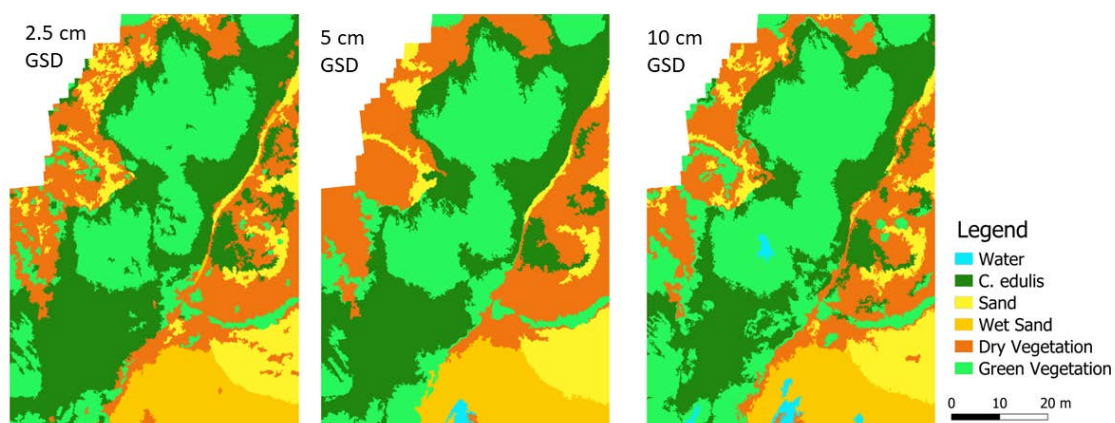 2.5 cm
GSD
5 cm
GSD
10 cm
GSD
Legend
Water
C. edulis
Sand
Wet Sand
Dry Vegetation
Green Vegetation
0 10 20 m